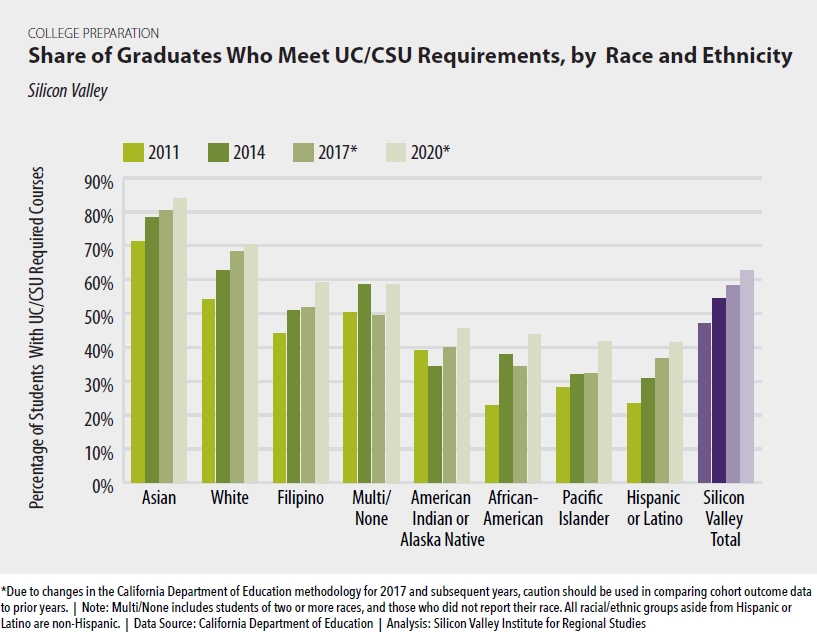 COLLEGE PREPARATION
Share of Graduates Who Meet UC/CSU Requirements, by Race and Ethnicity
Silicon Valley
2011 2014 2017* 2020*
Percentage of Students With UC/CSU Required Courses
90%
80%
70%
60%
50%
40%
30%
20%
10%
0%
Asian
White
Filipino
Multi/
None
American
Indian or
Alaska Native
African-
American
Pacific
Islander
Hispanic
or Latino
Silicon
Valley
Total
*Due to changes in the California Department of Education methodology for 2017 and subsequent years, caution should be used in comparing cohort outcome data
to prior years. | Note: Multi/None includes students of two or more races, and those who did not report their race. All racial/ethnic groups aside from Hispanic or
Latino are non-Hispanic. | Data Source: California Department of Education | Analysis: Silicon Valley Institute for Regional Studies